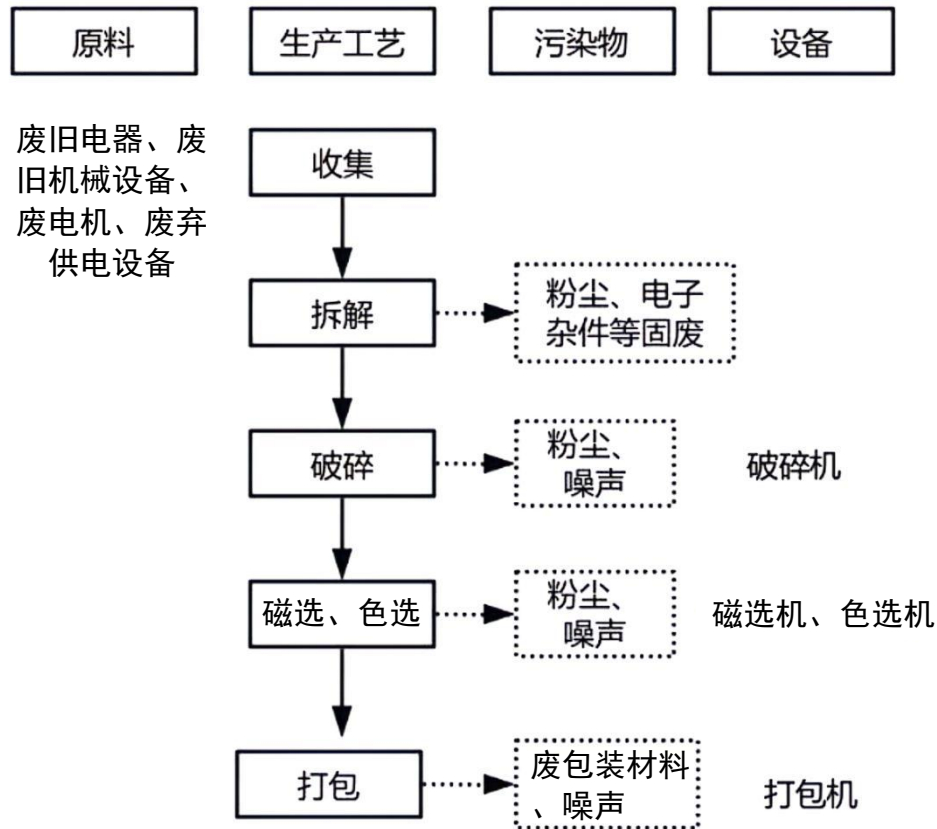 原料 生产工艺 污染物 设备
废旧电器、废
旧机械设备、
废电机、废弃
供电设备
收集
拆解
粉尘、电子
杂件等固废
破碎
粉尘、
噪声
破碎机
磁选、色选
粉尘、
噪声
磁选机、色选机
打包
废包装材料
、噪声
打包机